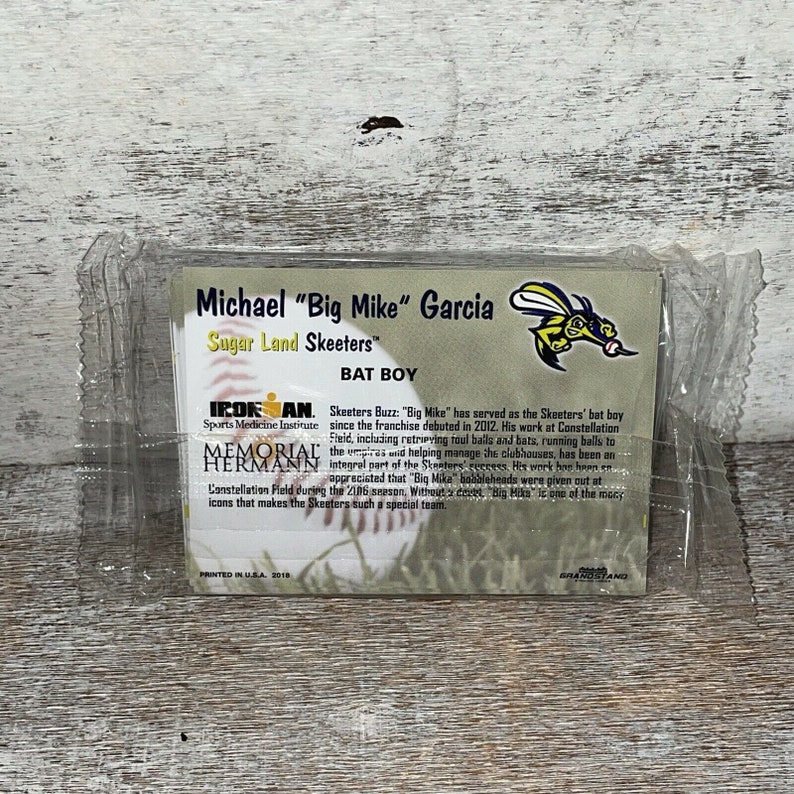 Michael "Big Mike" Garcia
Sugar Land Skeeters™
BAT BOY
IRONMAN.
Sports Medicine Institute
MEMORIAL
HERMANN
Skeeters Buzz: "Big Mike" has served as the Skeeters' bat boy
since the franchise debuted in 2012. His work at Constellation
Field, including retrieving foul balls and bats, running balls to
the umpires and helping manage the clubhouses, has been an
integral part of the Skeeters' success. His work has been so
appreciated that "Big Mike" bobbleheads were given out at
Constellation Field during the 2016 season. Without a doubt, "Big Mike" is one of the many
icons that makes the Skeeters such a special team.
PRINTED IN U.S.A. 2018
GRANDSTAND